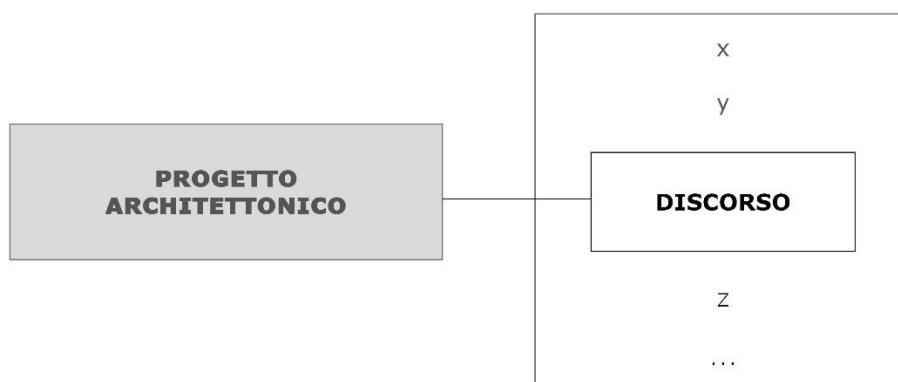 x
y
PROGETTO
ARCHITETTONICO
DISCORSO
z
...